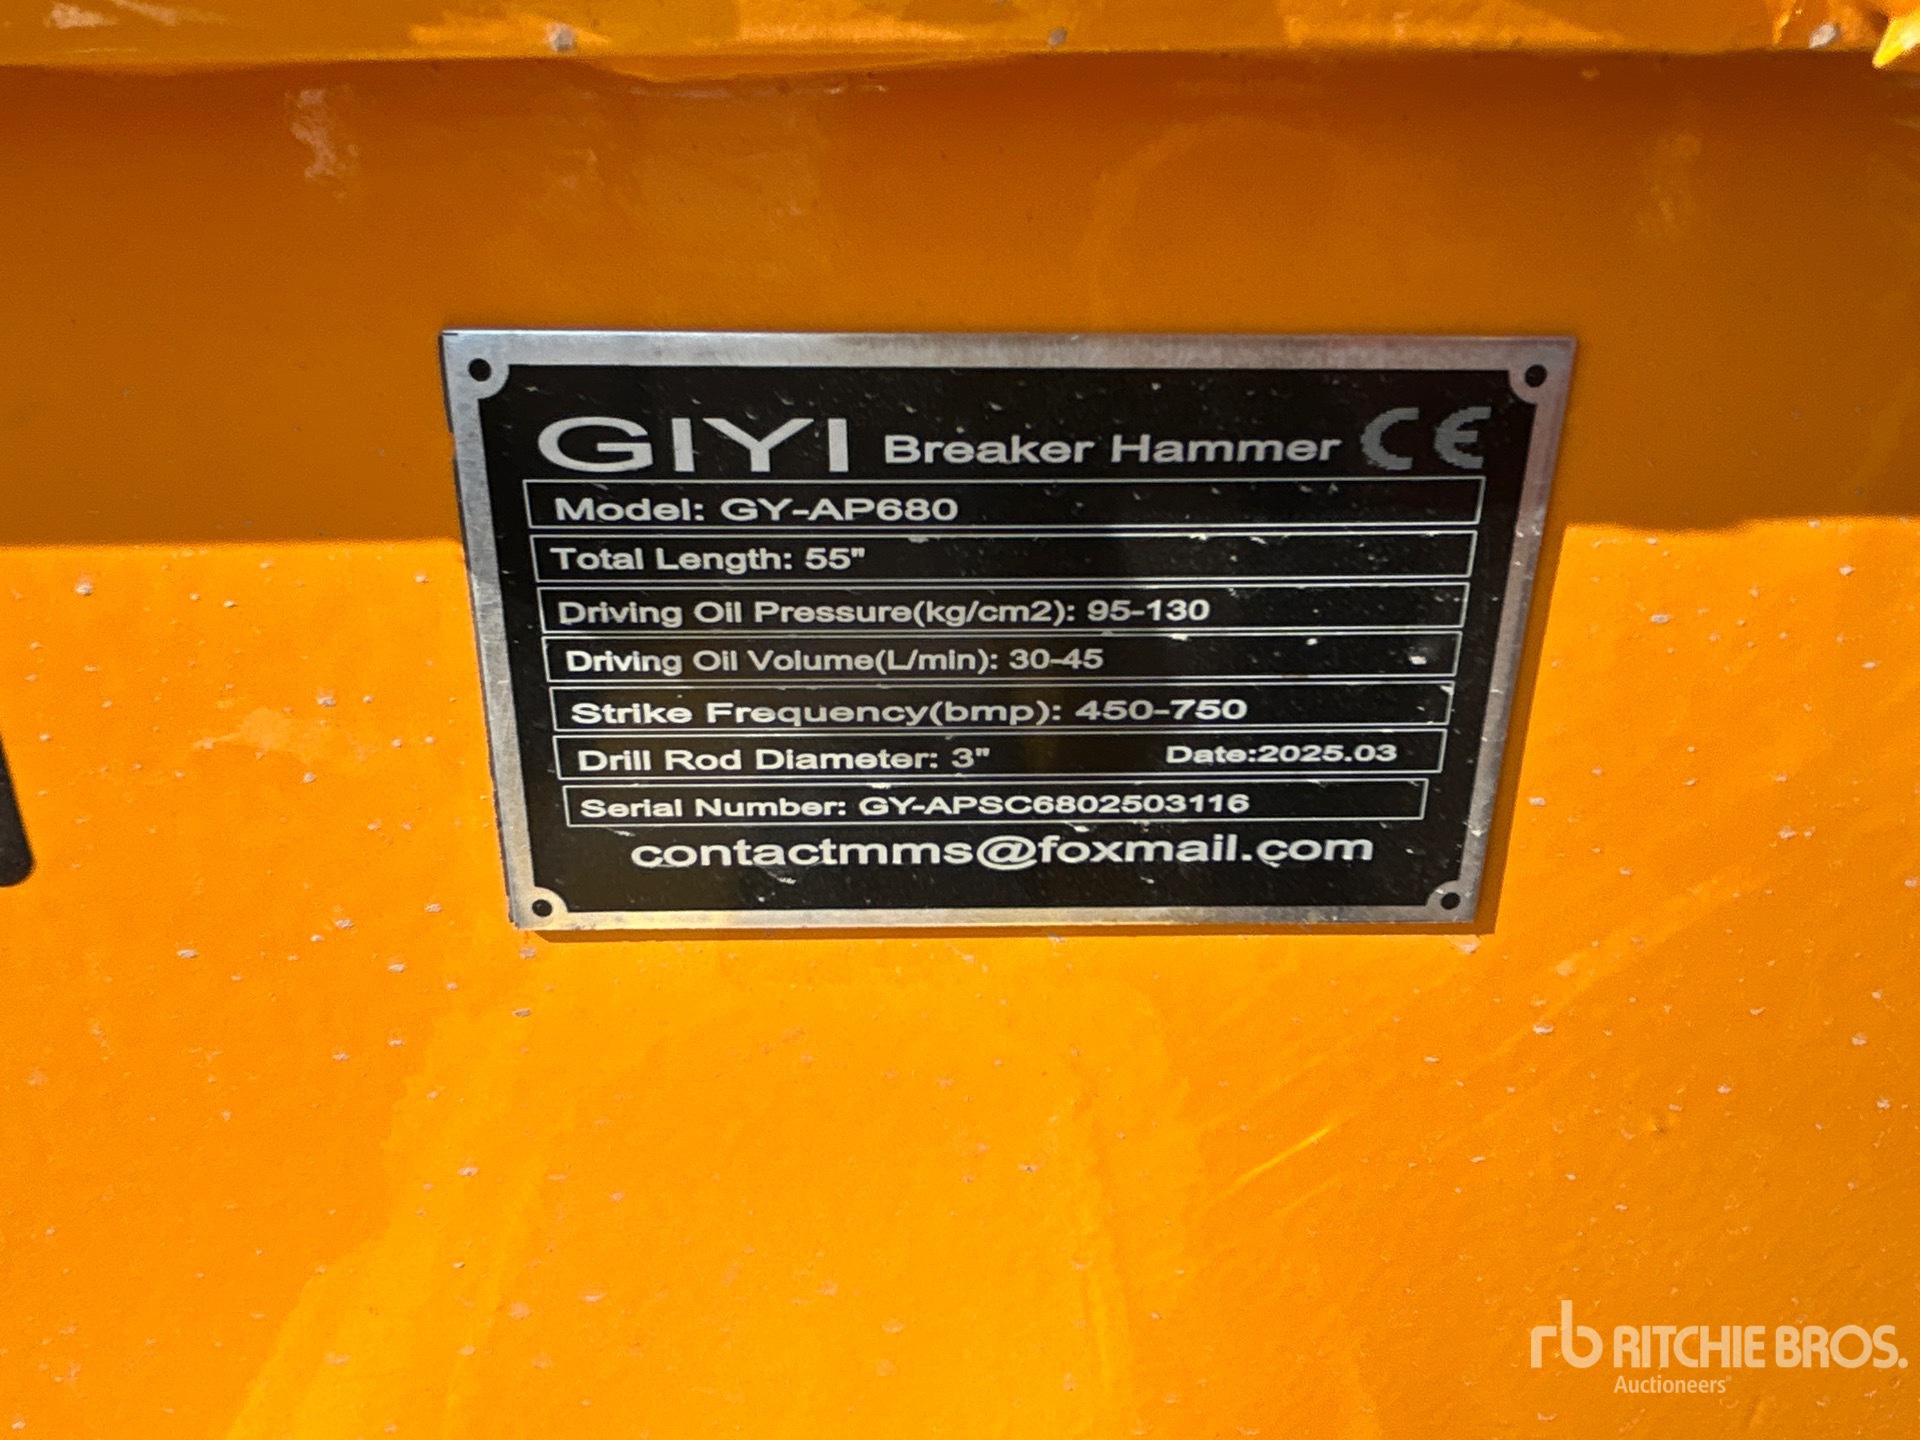 GIYI Breaker Hammer CE
Model: GY-AP680
Total Length: 55"
Driving Oil Pressure(kg/cm2): 95-130
Driving Oil Volume(L/min): 30-45
Strike Frequency(bmp): 450-750
Drill Rod Diameter: 3" Date:2025.03
Serial Number: GY-APSC6802503116
contactmms@foxmail.com
rb RITCHIE BROS.
Auctioneers